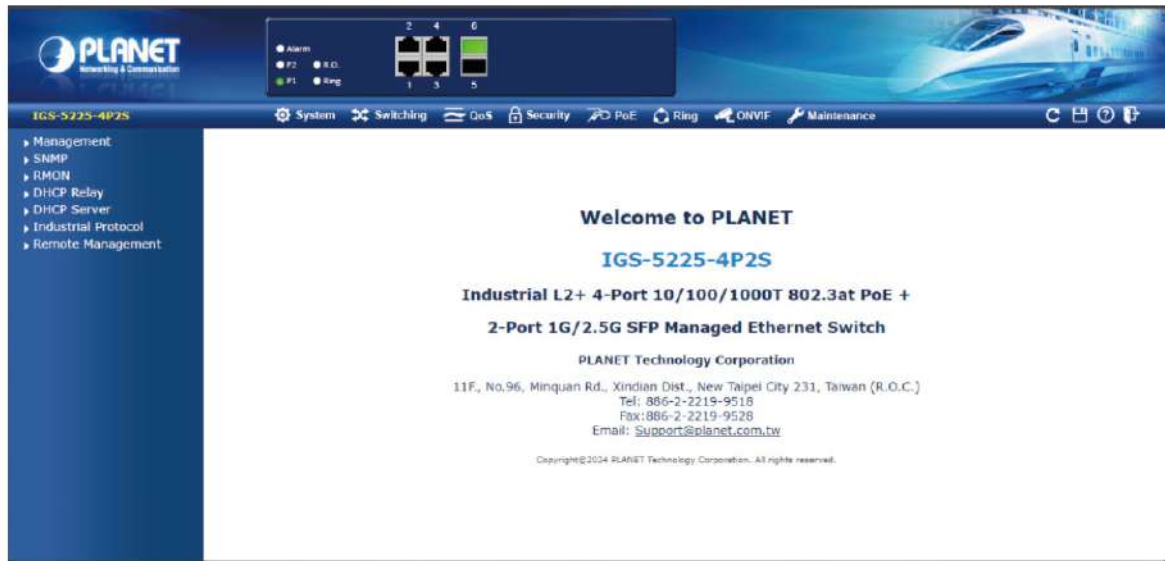 PLANET
Networking & Communication
2 4 6
Alarm
P2 R.O.
P1 Ring
1 3 5
IGS-5225-4P2S
System Switching QoS Security PoE Ring ONVIF Maintenance
Management
SNMP
RMON
DHCP Relay
DHCP Server
Industrial Protocol
Remote Management
Welcome to PLANET
IGS-5225-4P2S
Industrial L2+ 4-Port 10/100/1000T 802.3at PoE +
2-Port 1G/2.5G SFP Managed Ethernet Switch
PLANET Technology Corporation
11F., No.96, Minquan Rd., Xindian Dist., New Taipei City 231, Taiwan (R.O.C.)
Tel: 886-2-2219-9518
Fax:886-2-2219-9528
Email: Support@planet.com.tw
Copyright©2024 PLANET Technology Corporation. All rights reserved.